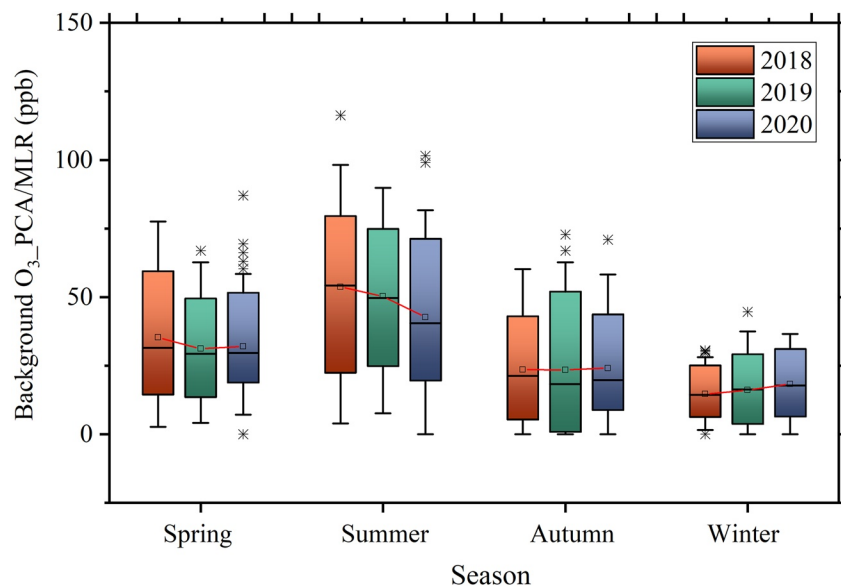 150
100
50
0
Background O₃_PCA/MLR (ppb)
2018
2019
2020
Spring
Summer
Autumn
Winter
Season